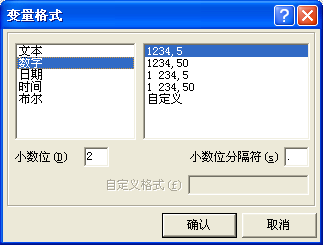 变量格式
文本
数字
日期
时间
布尔
1234,5
1234,50
1 234,5
1 234,50
自定义
小数位(D)
2
小数位分隔符(s)
.
自定义格式(f)
确认
取消